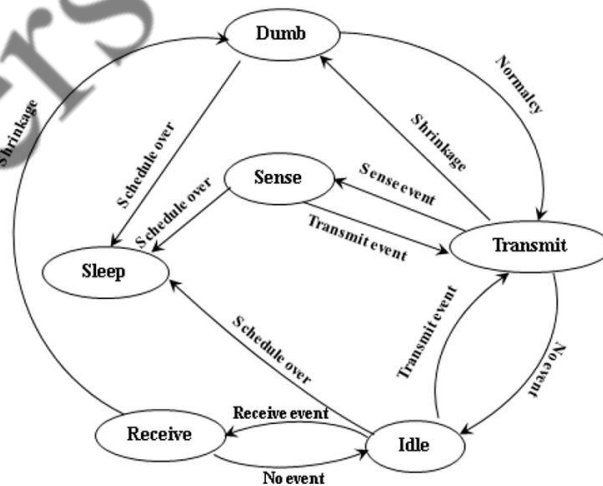 ers
Dumb
Normalcy
Shrinkage
Shrinkage
Schedule over
Sense event
Sense
Schedule over
Transmit event
Transmit
Sleep
Schedule over
Transmit event
No event
Receive event
Receive
Idle
No event